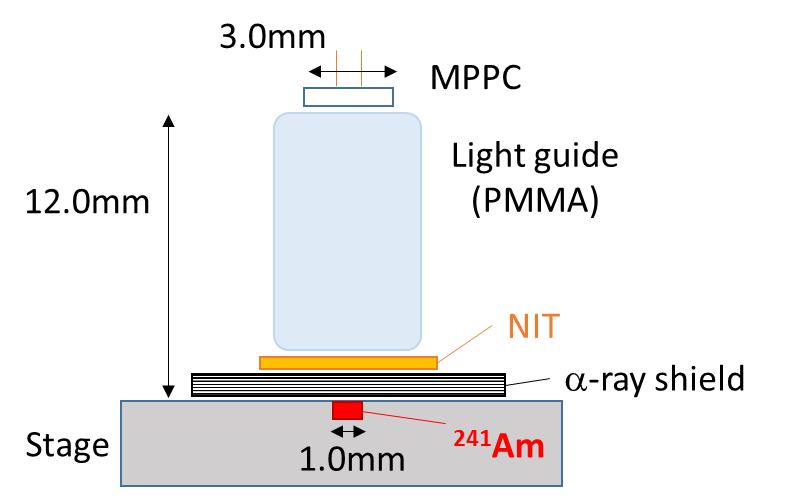 3.0mm
MPPC
Light guide
(PMMA)
12.0mm
NIT
α-ray shield
Stage
241Am
1.0mm